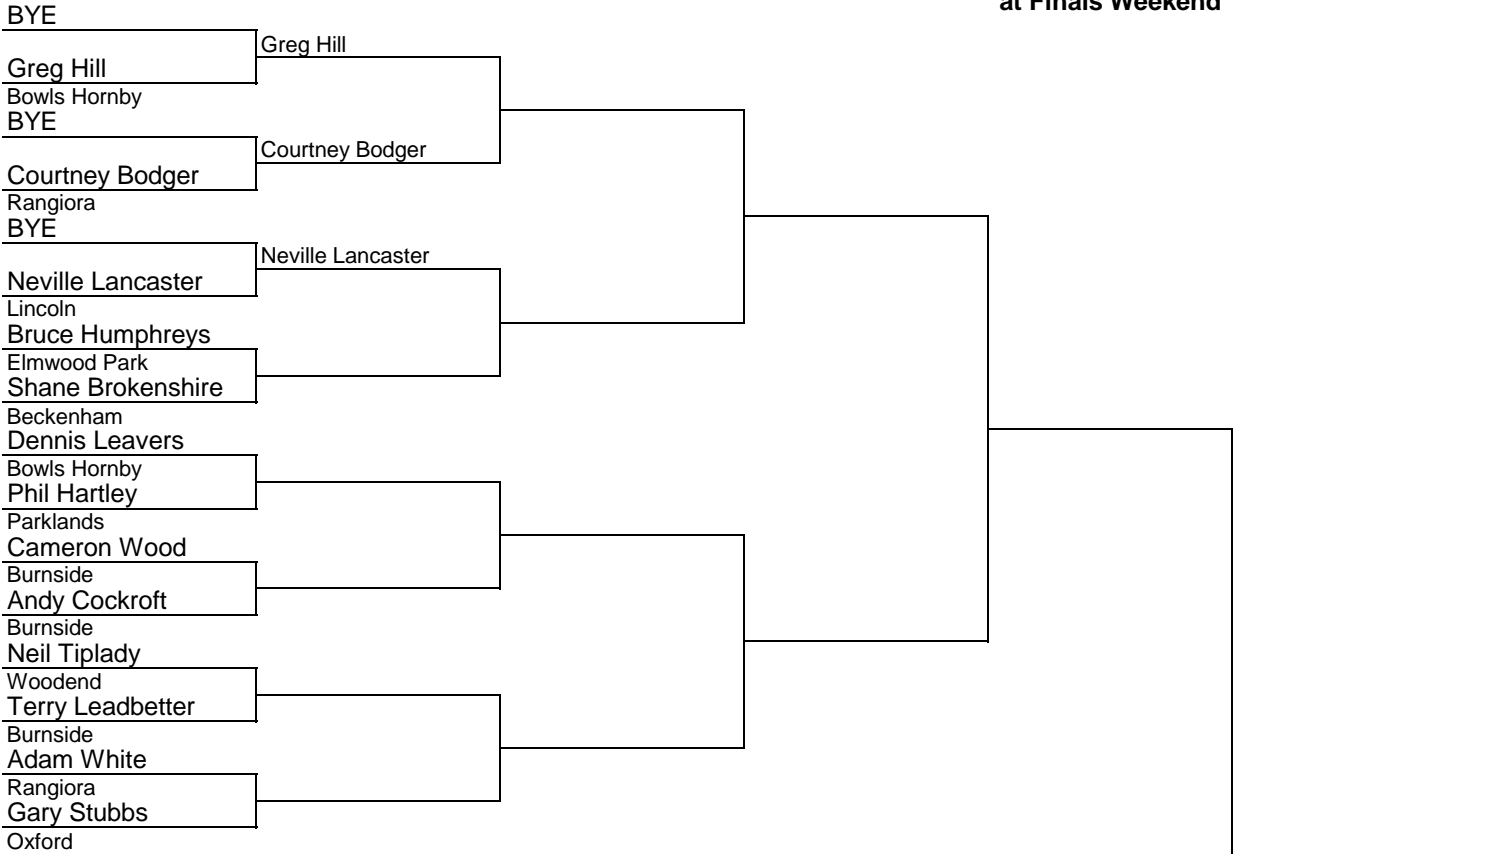 at Finals Weekend
BYE
Greg Hill
Greg Hill
Bowls Hornby
BYE
Courtney Bodger
Courtney Bodger
Rangiora
BYE
Neville Lancaster
Neville Lancaster
Lincoln
Bruce Humphreys
Elmwood Park
Shane Brokenshire
Beckenham
Dennis Leavers
Bowls Hornby
Phil Hartley
Parklands
Cameron Wood
Burnside
Andy Cockroft
Burnside
Neil Tiplady
Woodend
Terry Leadbetter
Burnside
Adam White
Rangiora
Gary Stubbs
Oxford